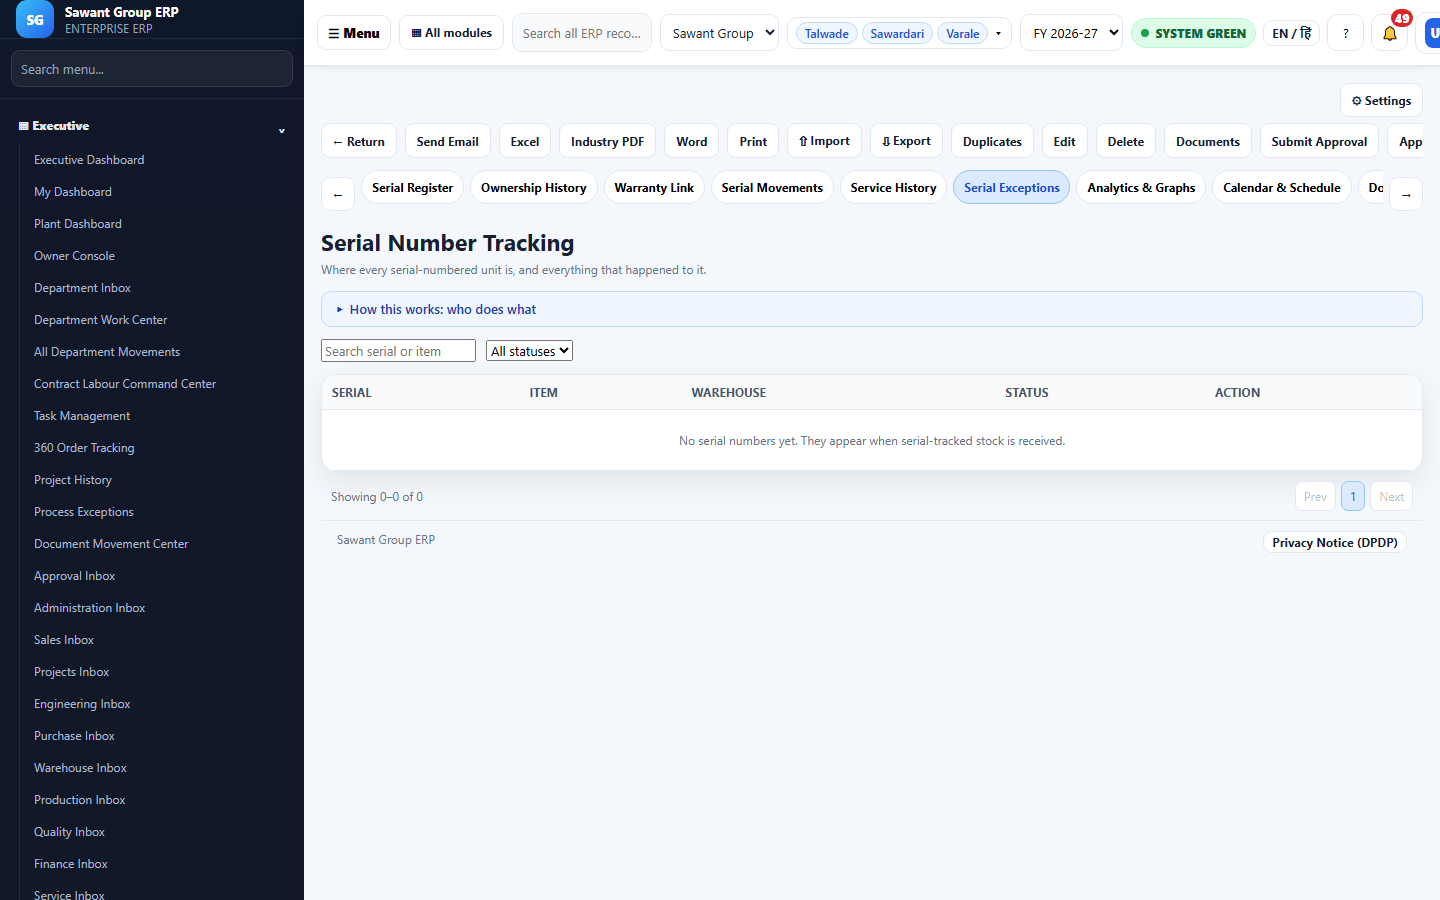 SG
Sawant Group ERP
ENTERPRISE ERP
Search menu...
Executive
Executive Dashboard
My Dashboard
Plant Dashboard
Owner Console
Department Inbox
Department Work Center
All Department Movements
Contract Labour Command Center
Task Management
360 Order Tracking
Project History
Process Exceptions
Document Movement Center
Approval Inbox
Administration Inbox
Sales Inbox
Projects Inbox
Engineering Inbox
Purchase Inbox
Warehouse Inbox
Production Inbox
Quality Inbox
Finance Inbox
Service Inbox
☰ Menu
All modules
Search all ERP reco...
Sawant Group
Talwade Sawardari Varale
FY 2026-27
SYSTEM GREEN
EN / हिं
?
49
U
⚙ Settings
← Return
Send Email
Excel
Industry PDF
Word
Print
⇧ Import
⇩ Export
Duplicates
Edit
Delete
Documents
Submit Approval
App
←
Serial Register
Ownership History
Warranty Link
Serial Movements
Service History
Serial Exceptions
Analytics & Graphs
Calendar & Schedule
Do
→
Serial Number Tracking
Where every serial-numbered unit is, and everything that happened to it.
▸ How this works: who does what
Search serial or item
All statuses
SERIAL ITEM WAREHOUSE STATUS ACTION
No serial numbers yet. They appear when serial-tracked stock is received.
Showing 0–0 of 0
Prev 1 Next
Sawant Group ERP
Privacy Notice (DPDP)